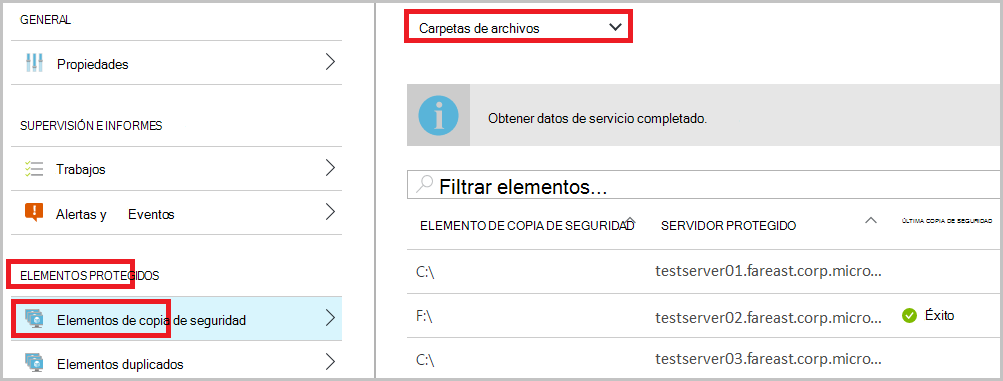 GENERAL
Propiedades
SUPERVISIÓN E INFORMES
Trabajos
Alertas y Eventos
ELEMENTOS PROTEGIDOS
Elementos de copia de seguridad
Elementos duplicados
Carpetas de archivos
Obtener datos de servicio completado.
Filtrar elementos...
ELEMENTO DE COPIA DE SEGURIDAD SERVIDOR PROTEGIDO ÚLTIMA COPIA DE SEGURIDAD
C:\ testserver01.fareast.corp.micro...
F:\ testserver02.fareast.corp.micro... Éxito
C:\ testserver03.fareast.corp.micro...